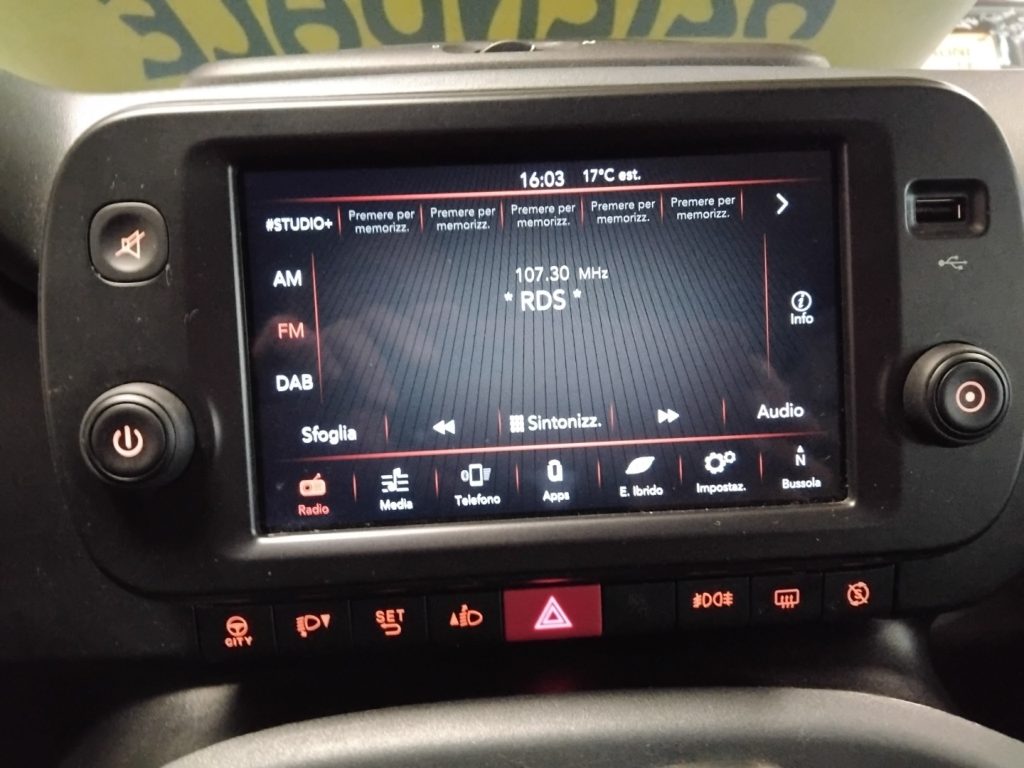 AZIENDALE
16:03 17°C est.
#STUDIO+
Premere per
memorizz.
Premere per
memorizz.
Premere per
memorizz.
Premere per
memorizz.
Premere per
memorizz.
AM
FM
DAB
107.30 MHz
* RDS *
Info
Sfoglia
Sintonizz.
Audio
Radio
Media
Telefono
Apps
E. Ibrido
Impostaz.
N
Bussola
CITY
SET
S